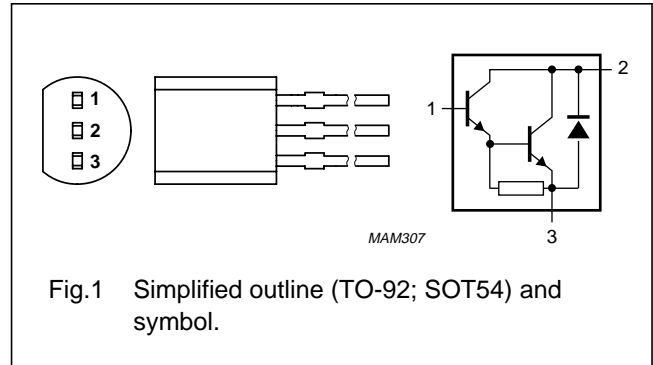 1
2
3
1
2
3
MAM307
Fig.1 Simplified outline (TO-92; SOT54) and
symbol.